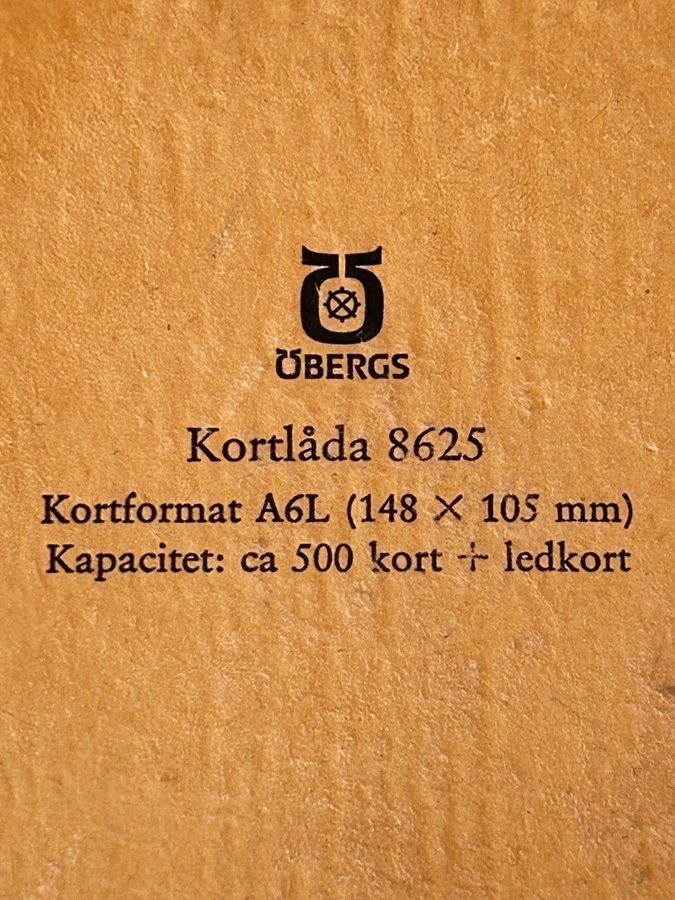 ÖBERGS
Kortlåda 8625
Kortformat A6L (148 × 105 mm)
Kapacitet: ca 500 kort + ledkort